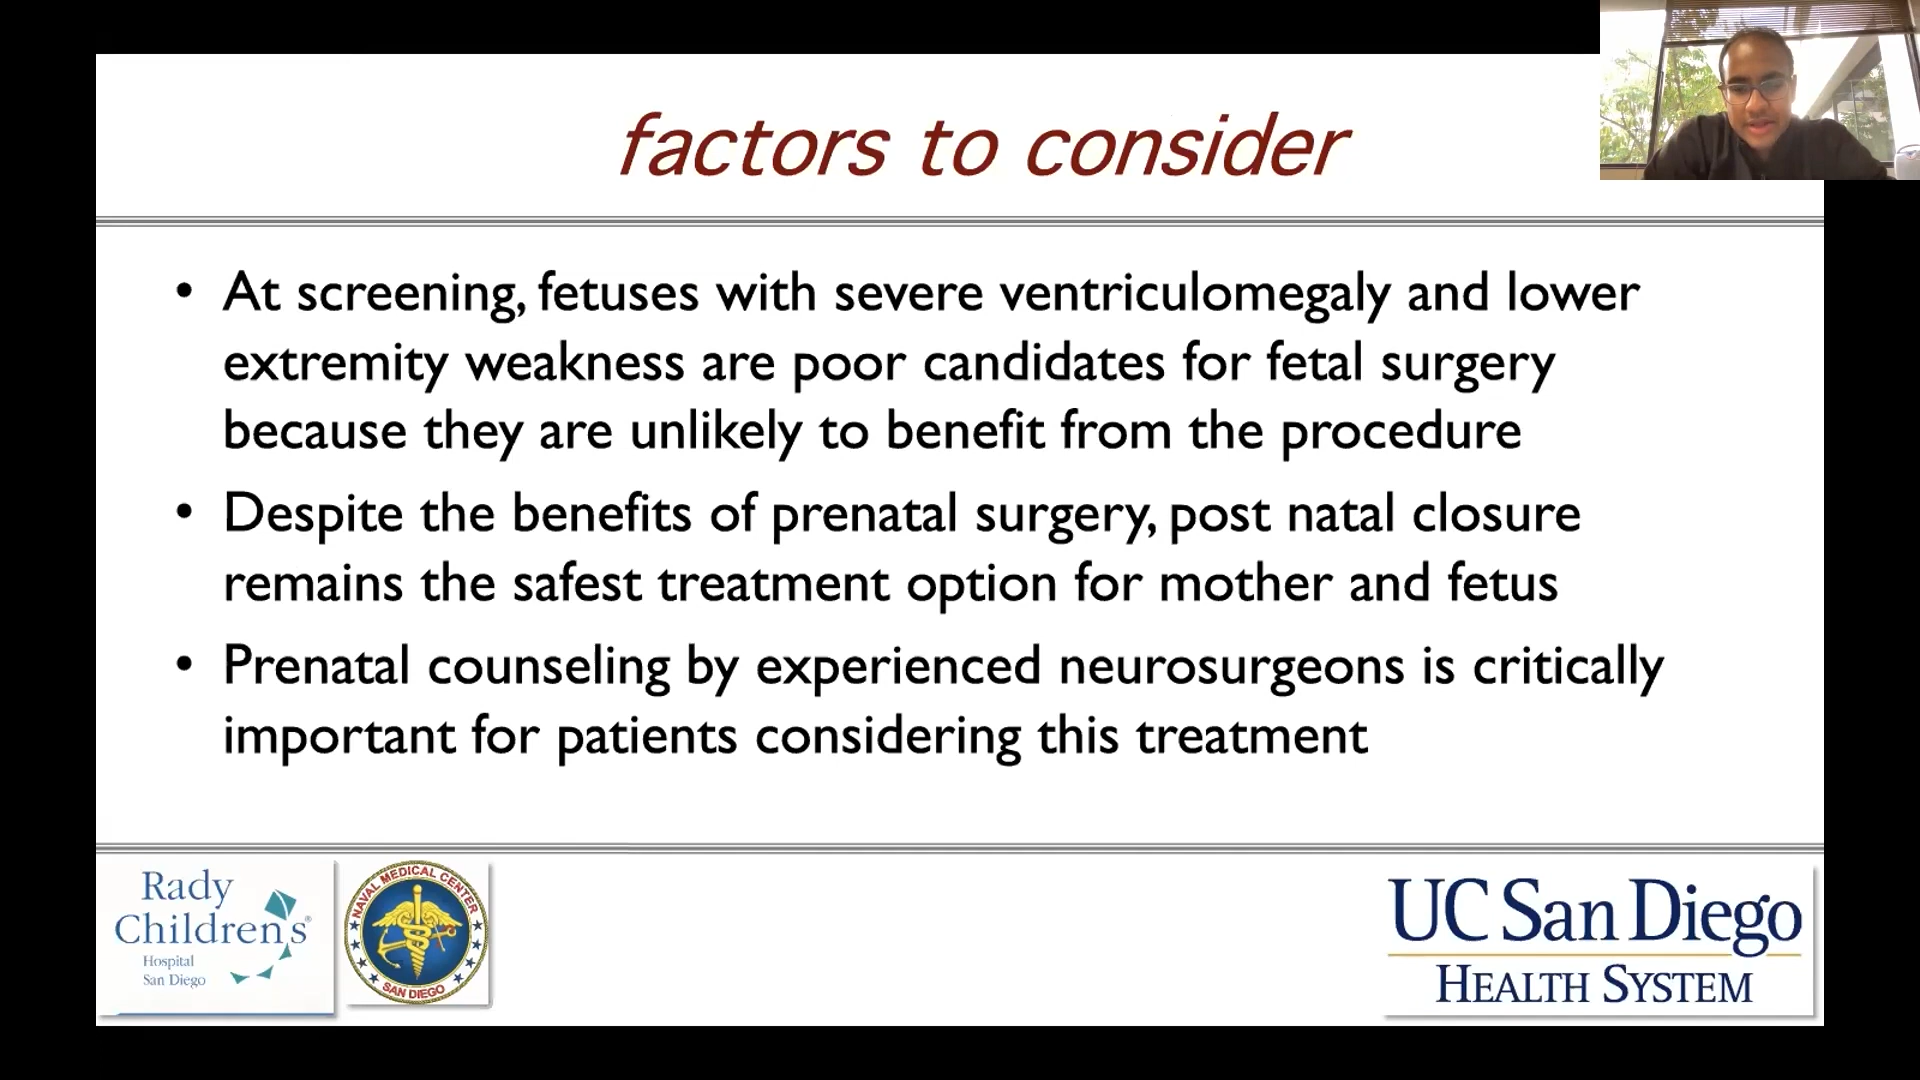 factors to consider
• At screening, fetuses with severe ventriculomegaly and lower
extremity weakness are poor candidates for fetal surgery
because they are unlikely to benefit from the procedure
• Despite the benefits of prenatal surgery, post natal closure
remains the safest treatment option for mother and fetus
• Prenatal counseling by experienced neurosurgeons is critically
important for patients considering this treatment
Rady
Children's®
Hospital
San Diego
NAVAL MEDICAL CENTER
SAN DIEGO
UC San Diego
HEALTH SYSTEM